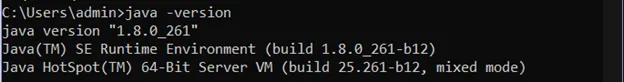 C:\Users\admin>java -version
java version "1.8.0_261"
Java(TM) SE Runtime Environment (build 1.8.0_261-b12)
Java HotSpot(TM) 64-Bit Server VM (build 25.261-b12, mixed mode)